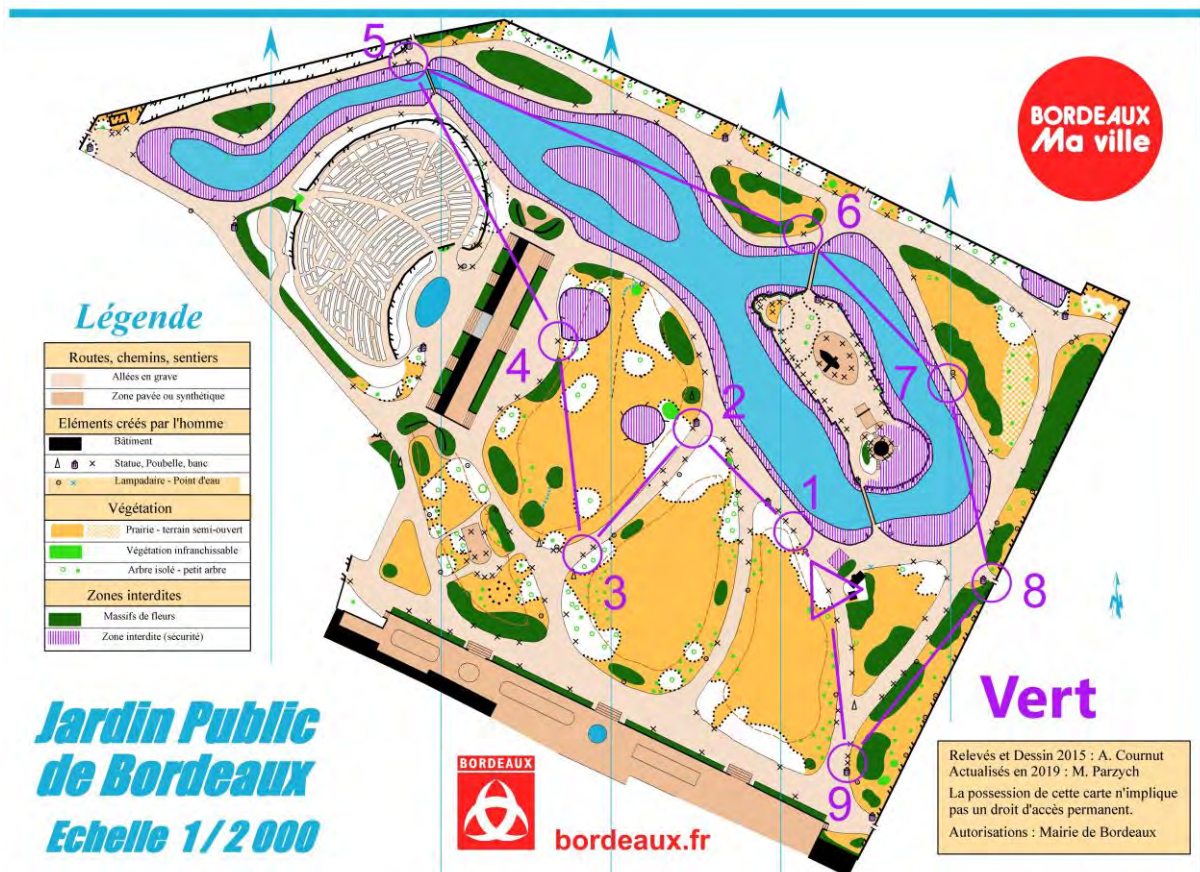 5
BORDEAUX
Ma ville
6
Légende
Routes, chemins, sentiers
Allées en grave
Zone pavée ou synthétique
Eléments créés par l'homme
Bâtiment
Statue, Poubelle, banc
Lampadaire - Point d'eau
Végétation
Prairie - terrain semi-ouvert
Végétation infranchissable
Arbre isolé - petit arbre
Zones interdites
Massifs de fleurs
Zone interdite (sécurité)
4
7
2
1
3
8
9
Vert
Jardin Public
de Bordeaux
Echelle 1/2 000
BORDEAUX
bordeaux.fr
Relevés et Dessin 2015 : A. Cournut
Actualisés en 2019 : M. Parzych
La possession de cette carte n'implique
pas un droit d'accès permanent.
Autorisations : Mairie de Bordeaux